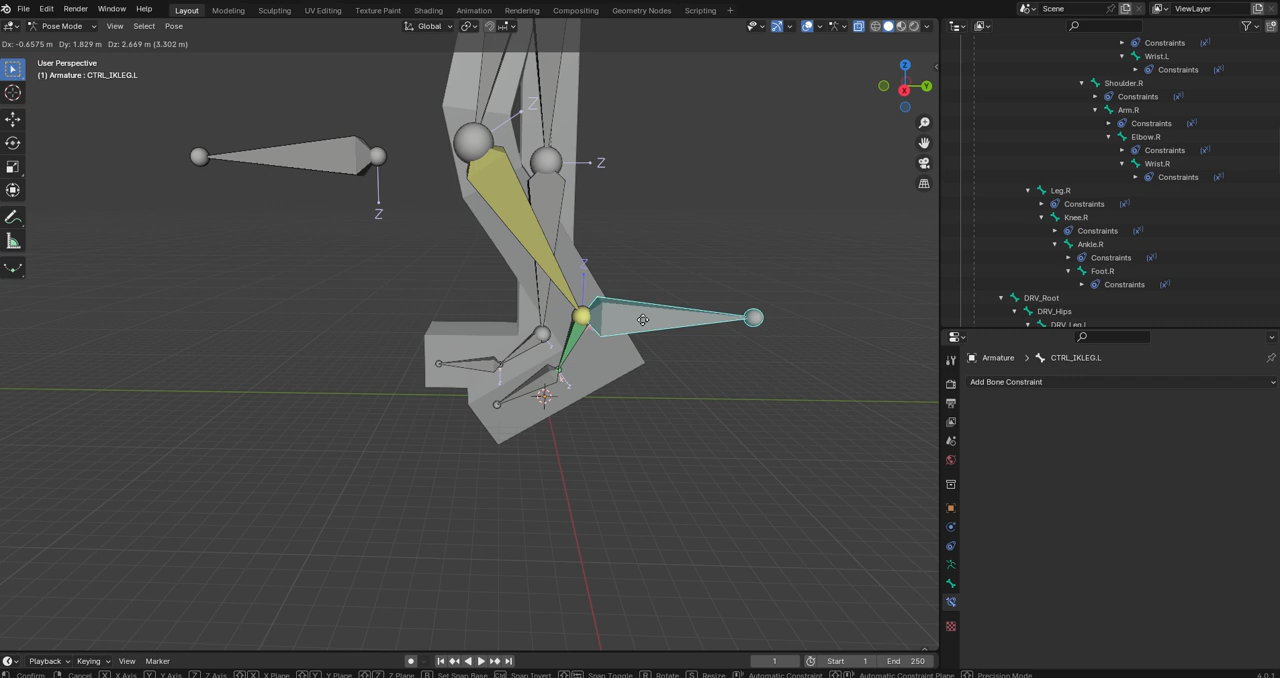 File Edit Render Window Help Layout Modeling Sculpting UV Editing Texture Paint Shading Animation Rendering Compositing Geometry Nodes Scripting + Scene ViewLayer
Pose Mode View Select Pose Global
Dx: -0.6575 m Dy: 1.829 m Dz: 2.669 m (3.302 m)
User Perspective
(1) Armature : CTRL_IKLEG.L
Z
Y
X
Z
Z
Z
Z
Constraints
Wrist.L
Constraints
Shoulder.R
Constraints
Arm.R
Constraints
Elbow.R
Constraints
Wrist.R
Constraints
Leg.R
Constraints
Knee.R
Constraints
Ankle.R
Constraints
Foot.R
Constraints
DRV_Root
DRV_Hips
DRV_Leg.L
Armature > CTRL_IKLEG.L
Add Bone Constraint
Playback Keying View Marker 1 Start 1 End 250
Confirm Cancel X X Axis Y Y Axis Z Z Axis X X Plane Y Y Plane Z Z Plane B Set Snap Base Snap Invert Snap Toggle R Rotate S Resize Automatic Constraint Automatic Constraint Plane Precision Mode 4.0.1